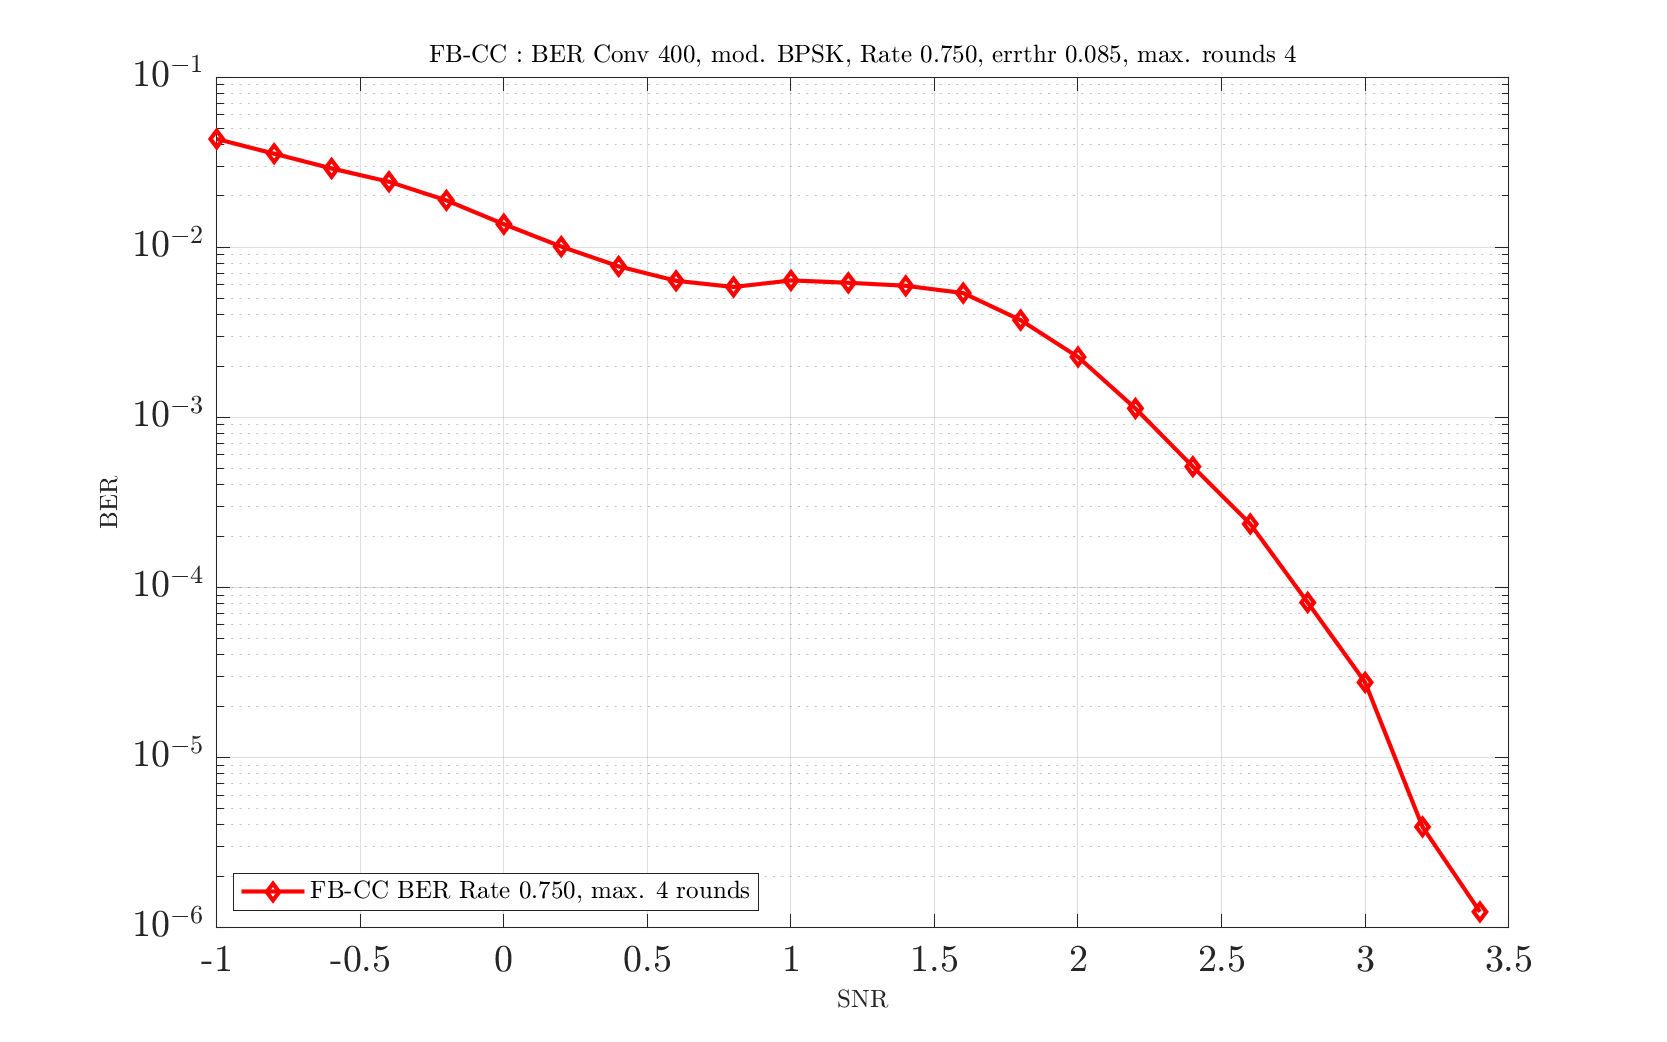 FB-CC : BER Conv 400, mod. BPSK, Rate 0.750, errthr 0.085, max. rounds 4
10^{-1}
10^{-2}
10^{-3}
10^{-4}
10^{-5}
10^{-6}
BER
FB-CC BER Rate 0.750, max. 4 rounds
-1 -0.5 0 0.5 1 1.5 2 2.5 3 3.5
SNR